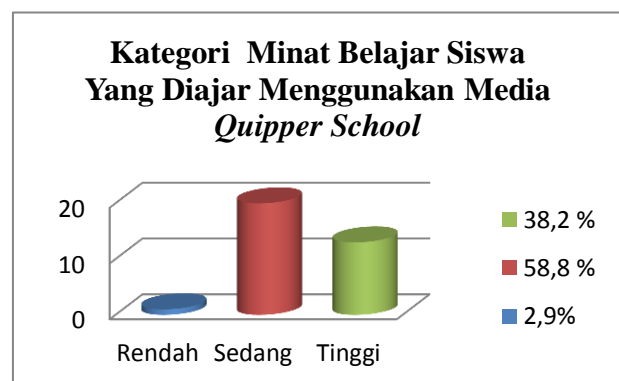 Kategori Minat Belajar Siswa
Yang Diajar Menggunakan Media
Quipper School
20
10
0
Rendah Sedang Tinggi
38,2 %
58,8 %
2,9%